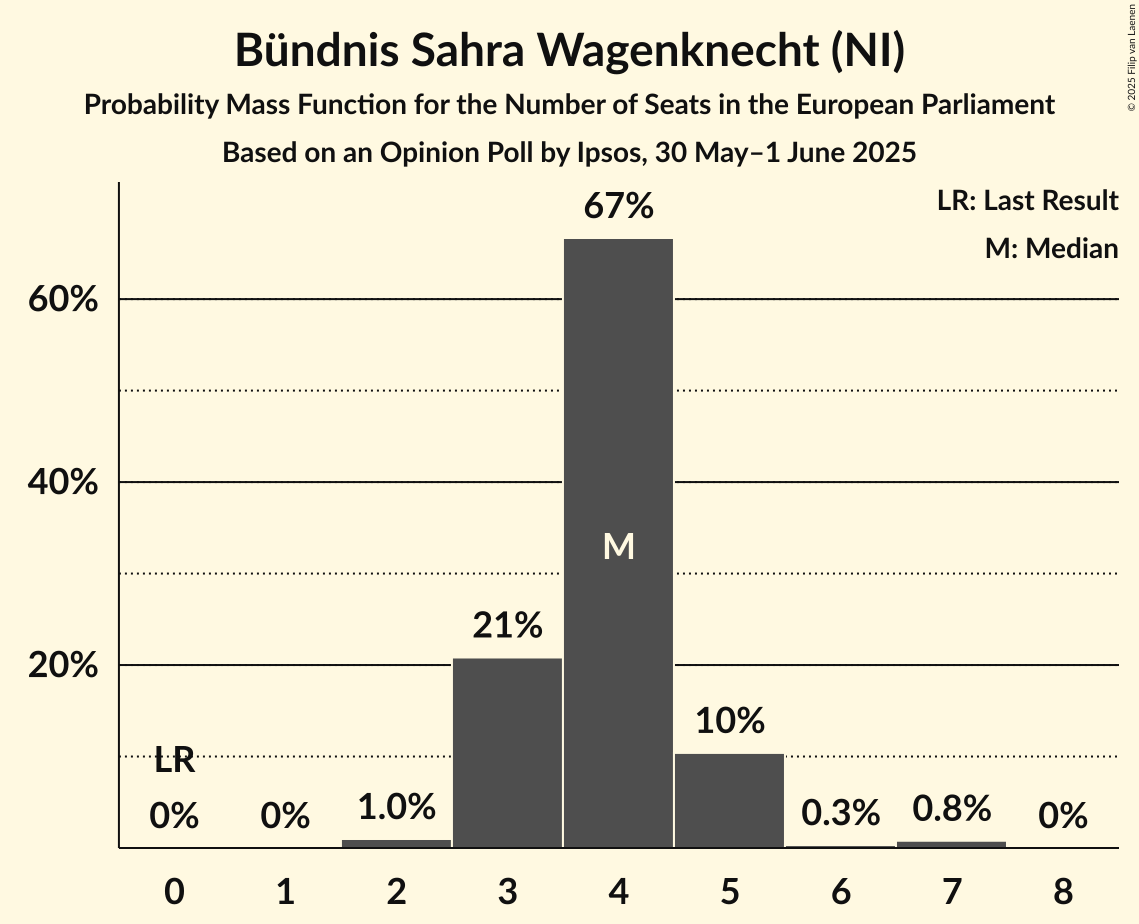 Bündnis Sahra Wagenknecht (NI)
Probability Mass Function for the Number of Seats in the European Parliament
Based on an Opinion Poll by Ipsos, 30 May–1 June 2025
© 2025 Filip van Laenen
LR: Last Result
M: Median
67%
60%
40%
M
21%
20%
10%
LR
0% 0% 1.0% 0.3% 0.8% 0%
0 1 2 3 4 5 6 7 8